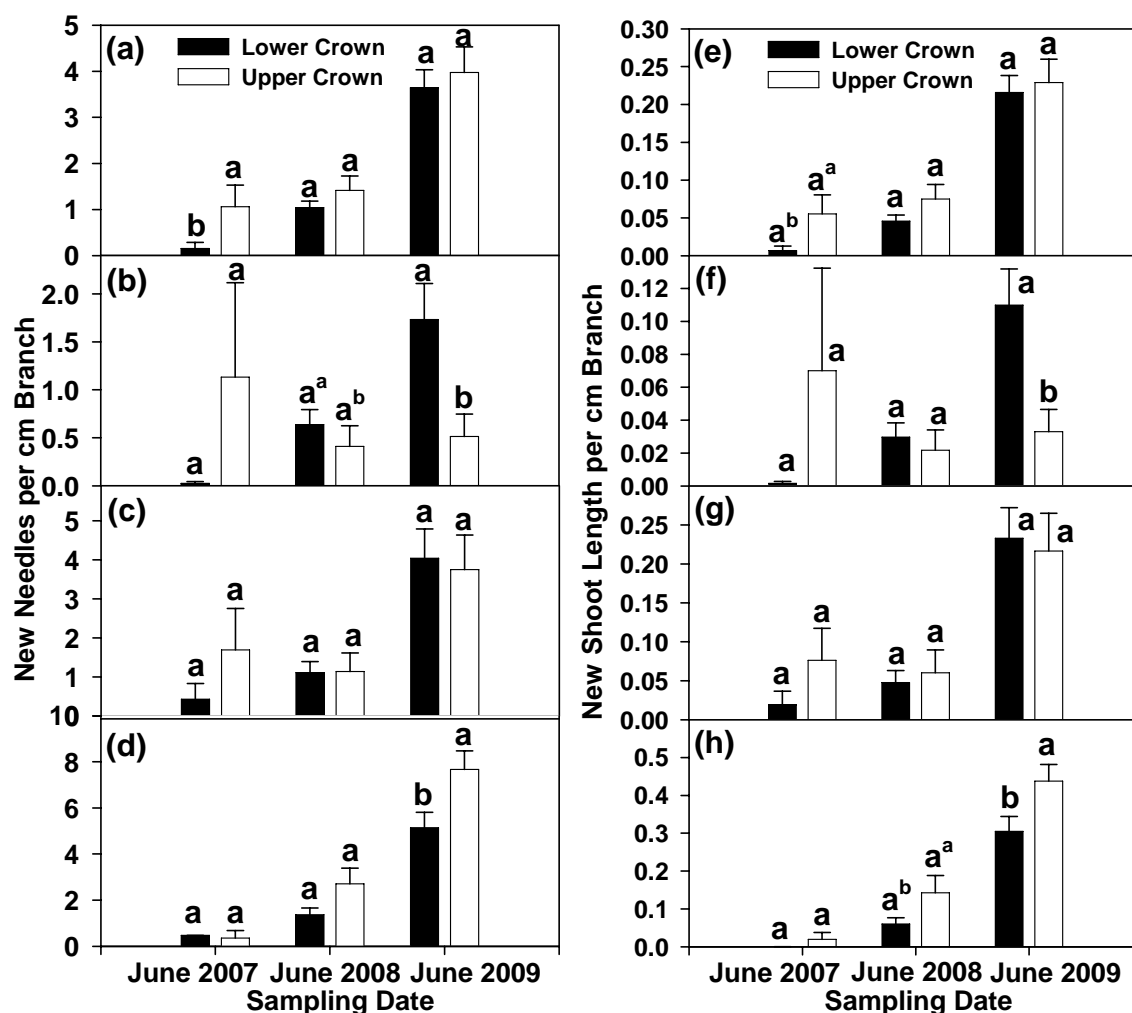 (a)
Lower Crown
Upper Crown
5
4
3
2
1
0
b a a a a a
(b)
2.0
1.5
1.0
0.5
0.0
a a aᵃ aᵇ a b
(c)
5
4
3
2
1
10
a a a a a a
(d)
8
6
4
2
0
a a a a b a
New Needles per cm Branch
June 2007 June 2008 June 2009
Sampling Date
(e)
Lower Crown
Upper Crown
0.30
0.25
0.20
0.15
0.10
0.05
0.00
aᵇ aᵃ a a a a
(f)
0.12
0.10
0.08
0.06
0.04
0.02
0.00
a a a a a b
(g)
0.25
0.20
0.15
0.10
0.05
0.00
a a a a a a
(h)
0.5
0.4
0.3
0.2
0.1
0.0
a a aᵇ aᵃ b a
New Shoot Length per cm Branch
June 2007 June 2008 June 2009
Sampling Date